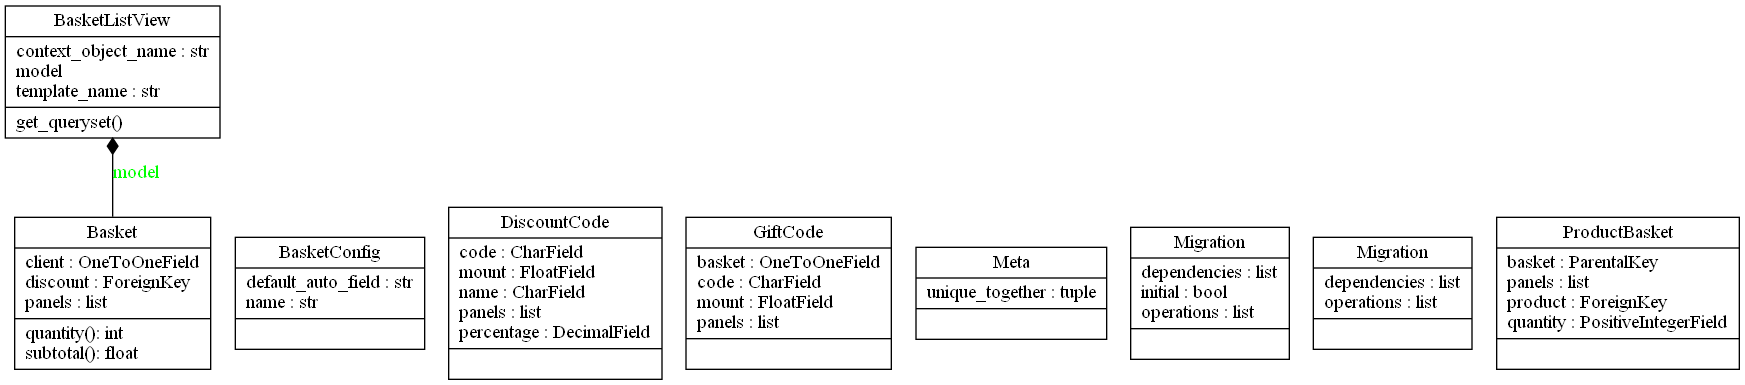 BasketListView
context_object_name : str
model
template_name : str
get_queryset()
model
Basket
client : OneToOneField
discount : ForeignKey
panels : list
quantity(): int
subtotal(): float
BasketConfig
default_auto_field : str
name : str
DiscountCode
code : CharField
mount : FloatField
name : CharField
panels : list
percentage : DecimalField
GiftCode
basket : OneToOneField
code : CharField
mount : FloatField
panels : list
Meta
unique_together : tuple
Migration
dependencies : list
initial : bool
operations : list
Migration
dependencies : list
operations : list
ProductBasket
basket : ParentalKey
panels : list
product : ForeignKey
quantity : PositiveIntegerField